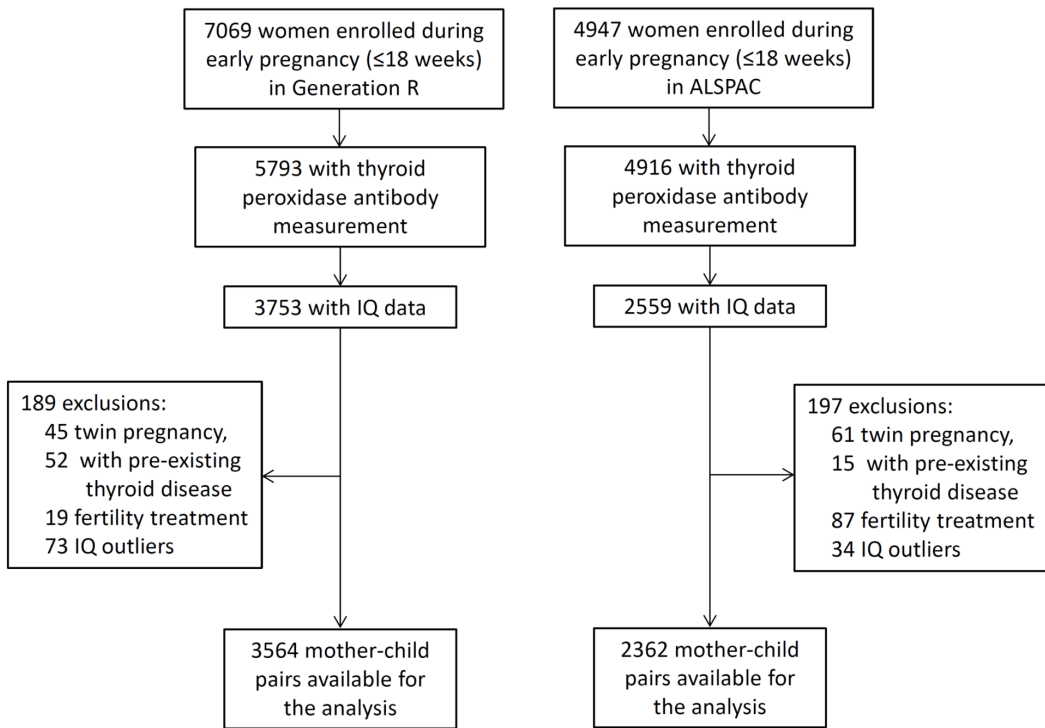 7069 women enrolled during
early pregnancy (≤18 weeks)
in Generation R
5793 with thyroid
peroxidase antibody
measurement
3753 with IQ data
189 exclusions:
45 twin pregnancy,
52 with pre-existing
thyroid disease
19 fertility treatment
73 IQ outliers
3564 mother-child
pairs available for
the analysis
4947 women enrolled during
early pregnancy (≤18 weeks)
in ALSPAC
4916 with thyroid
peroxidase antibody
measurement
2559 with IQ data
197 exclusions:
61 twin pregnancy,
15 with pre-existing
thyroid disease
87 fertility treatment
34 IQ outliers
2362 mother-child
pairs available for
the analysis